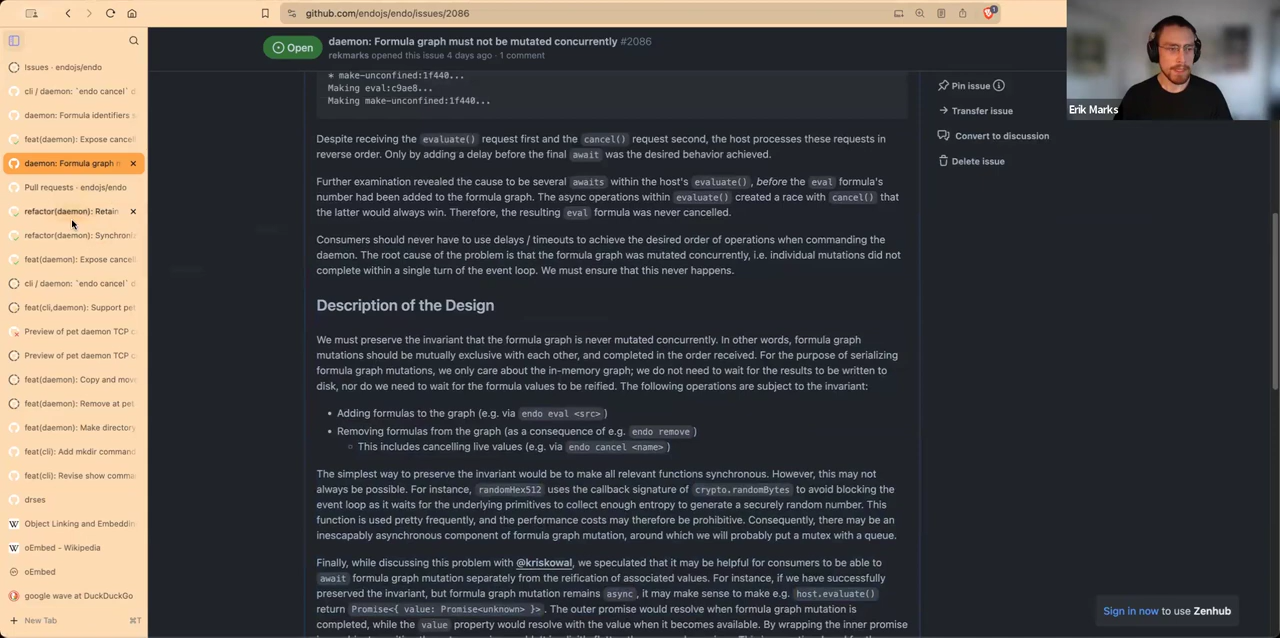 github.com/endojs/endo/issues/2086
1
Issues · endojs/endo
cli / daemon: `endo cancel` d
daemon: Formula identifiers s
feat(daemon): Expose cancel
daemon: Formula graph m
Pull requests · endojs/endo
refactor(daemon): Retain
refactor(daemon): Synchroni
feat(daemon): Expose cancel
cli / daemon: `endo cancel` d
feat(cli,daemon): Support pe
Preview of pet daemon TCP c
Preview of pet daemon TCP c
feat(daemon): Copy and mov
feat(daemon): Remove at pet
feat(daemon): Make directory
feat(cli): Add mkdir command
feat(cli): Revise show comma
drses
Object Linking and Embeddin
oEmbed - Wikipedia
oEmbed
google wave at DuckDuckGo
New Tab
⌘T
Open
daemon: Formula graph must not be mutated concurrently #2086
rekmarks opened this issue 4 days ago · 1 comment
* make-unconfined:1f440...
Making eval:c9ae8...
Making make-unconfined:1f440...
Despite receiving the evaluate() request first and the cancel() request second, the host processes these requests in
reverse order. Only by adding a delay before the final await was the desired behavior achieved.
Further examination revealed the cause to be several awaits within the host's evaluate(), before the eval formula's
number had been added to the formula graph. The async operations within evaluate() created a race with cancel() that
the latter would always win. Therefore, the resulting eval formula was never cancelled.
Consumers should never have to use delays / timeouts to achieve the desired order of operations when commanding the
daemon. The root cause of the problem is that the formula graph was mutated concurrently, i.e. individual mutations did not
complete within a single turn of the event loop. We must ensure that this never happens.
Description of the Design
We must preserve the invariant that the formula graph is never mutated concurrently. In other words, formula graph
mutations should be mutually exclusive with each other, and completed in the order received. For the purpose of serializing
formula graph mutations, we only care about the in-memory graph; we do not need to wait for the results to be written to
disk, nor do we need to wait for the formula values to be reified. The following operations are subject to the invariant:
• Adding formulas to the graph (e.g. via endo eval <src>)
• Removing formulas from the graph (as a consequence of e.g. endo remove)
◦ This includes cancelling live values (e.g. via endo cancel <name>)
The simplest way to preserve the invariant would be to make all relevant functions synchronous. However, this may not
always be possible. For instance, randomHex512 uses the callback signature of crypto.randomBytes to avoid blocking the
event loop as it waits for the underlying primitives to collect enough entropy to generate a securely random number. This
function is used pretty frequently, and the performance costs may therefore be prohibitive. Consequently, there may be an
inescapably asynchronous component of formula graph mutation, around which we will probably put a mutex with a queue.
Finally, while discussing this problem with @kriskowal, we speculated that it may be helpful for consumers to be able to
await formula graph mutation separately from the reification of associated values. For instance, if we have successfully
preserved the invariant, but formula graph mutation remains async, it may make sense to make e.g. host.evaluate()
return Promise<{ value: Promise<unknown> }>. The outer promise would resolve when formula graph mutation is
completed, while the value property would resolve with the value when it becomes available. By wrapping the inner promise
Pin issue
Transfer issue
Convert to discussion
Delete issue
Erik Marks
Sign in now to use Zenhub